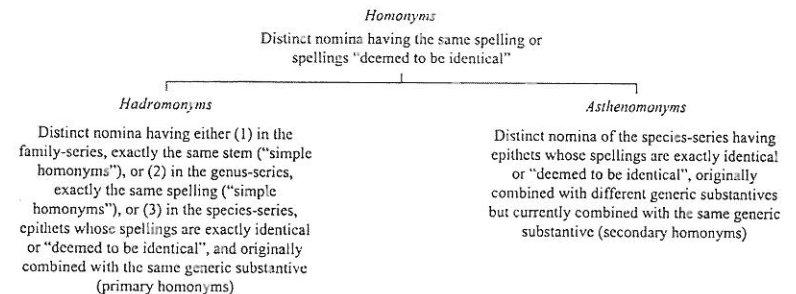 Homonyms
Distinct nomina having the same spelling or
spellings "deemed to be identical"
Hadromonyms
Distinct nomina having either (1) in the
family-series, exactly the same stem ("simple
homonyms"), or (2) in the genus-series,
exactly the same spelling ("simple
homonyms"), or (3) in the species-series,
epithets whose spellings are exactly identical
or "deemed to be identical", and originally
combined with the same generic substantive
(primary homonyms)
Asthenomonyms
Distinct nomina of the species-series having
epithets whose spellings are exactly identical
or "deemed to be identical", originally
combined with different generic substantives
but currently combined with the same generic
substantive (secondary homonyms)